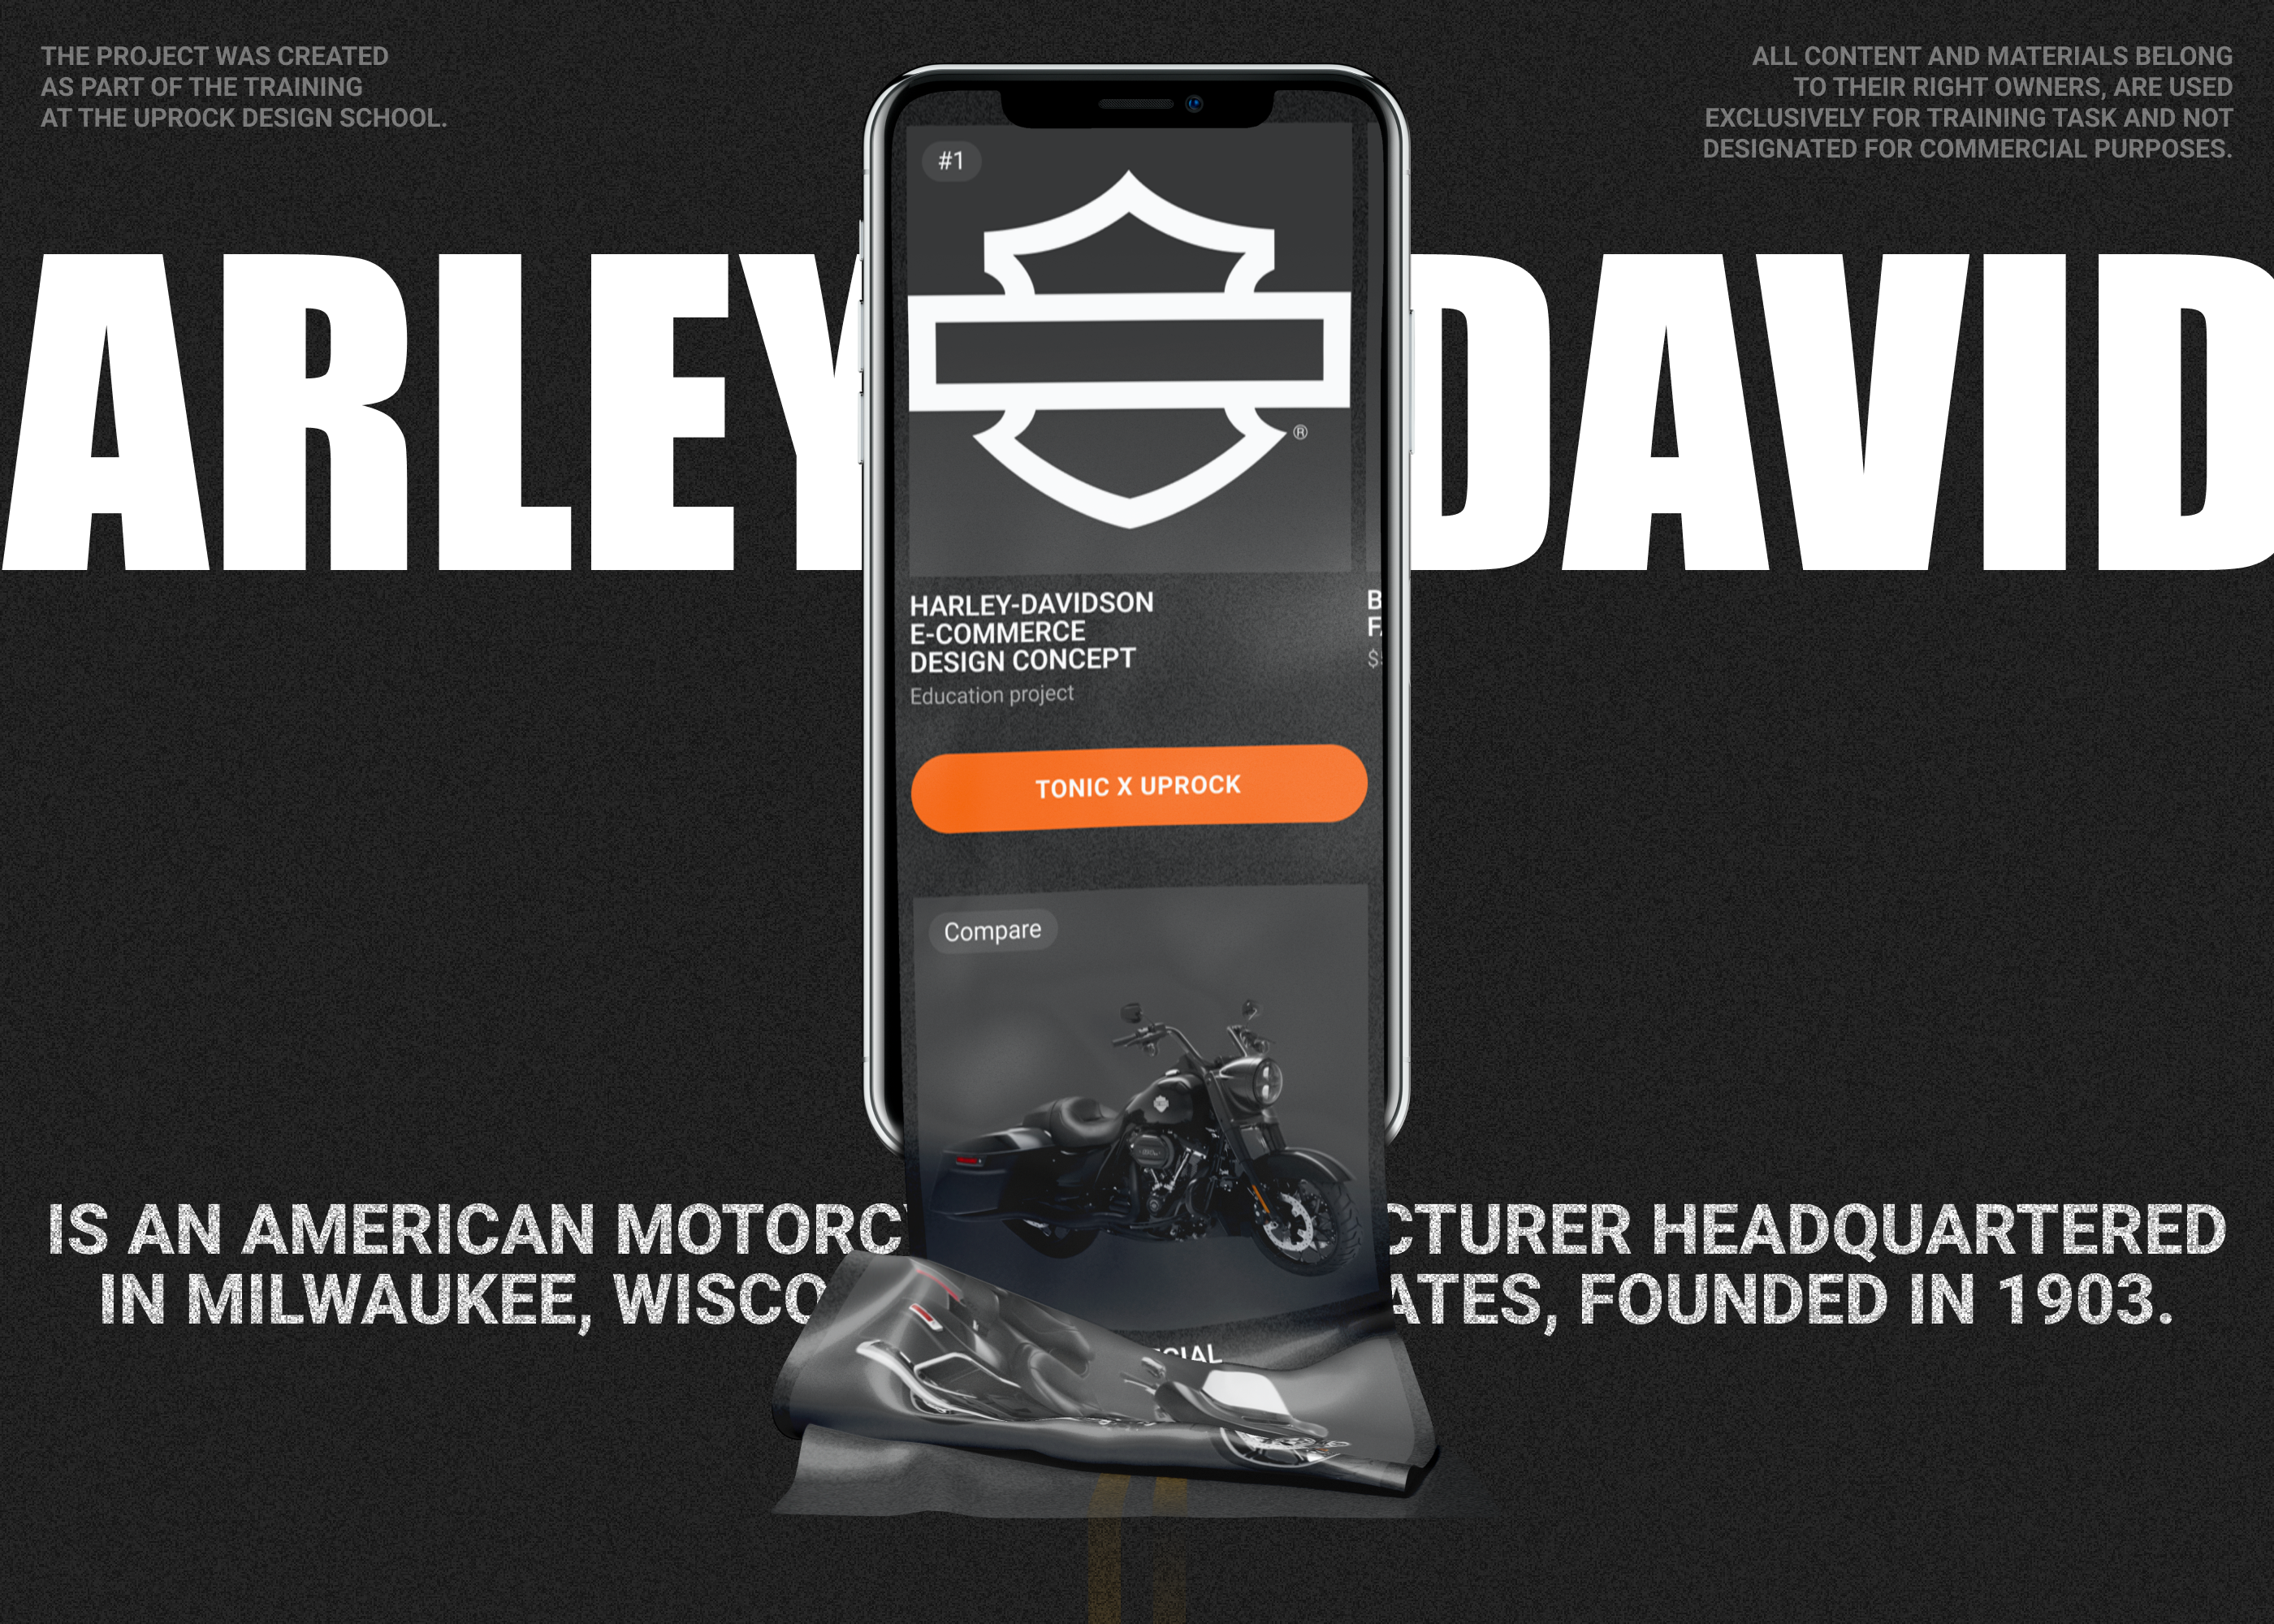 THE PROJECT WAS CREATED
AS PART OF THE TRAINING
AT THE UPROCK DESIGN SCHOOL.
ALL CONTENT AND MATERIALS BELONG
TO THEIR RIGHT OWNERS, ARE USED
EXCLUSIVELY FOR TRAINING TASK AND NOT
DESIGNATED FOR COMMERCIAL PURPOSES.
ARLEY DAVID
#1
®
HARLEY-DAVIDSON
E-COMMERCE
DESIGN CONCEPT
Education project
TONIC X UPROCK
Compare
IS AN AMERICAN MOTORC CTURER HEADQUARTERED
IN MILWAUKEE, WISCO ATES, FOUNDED IN 1903.